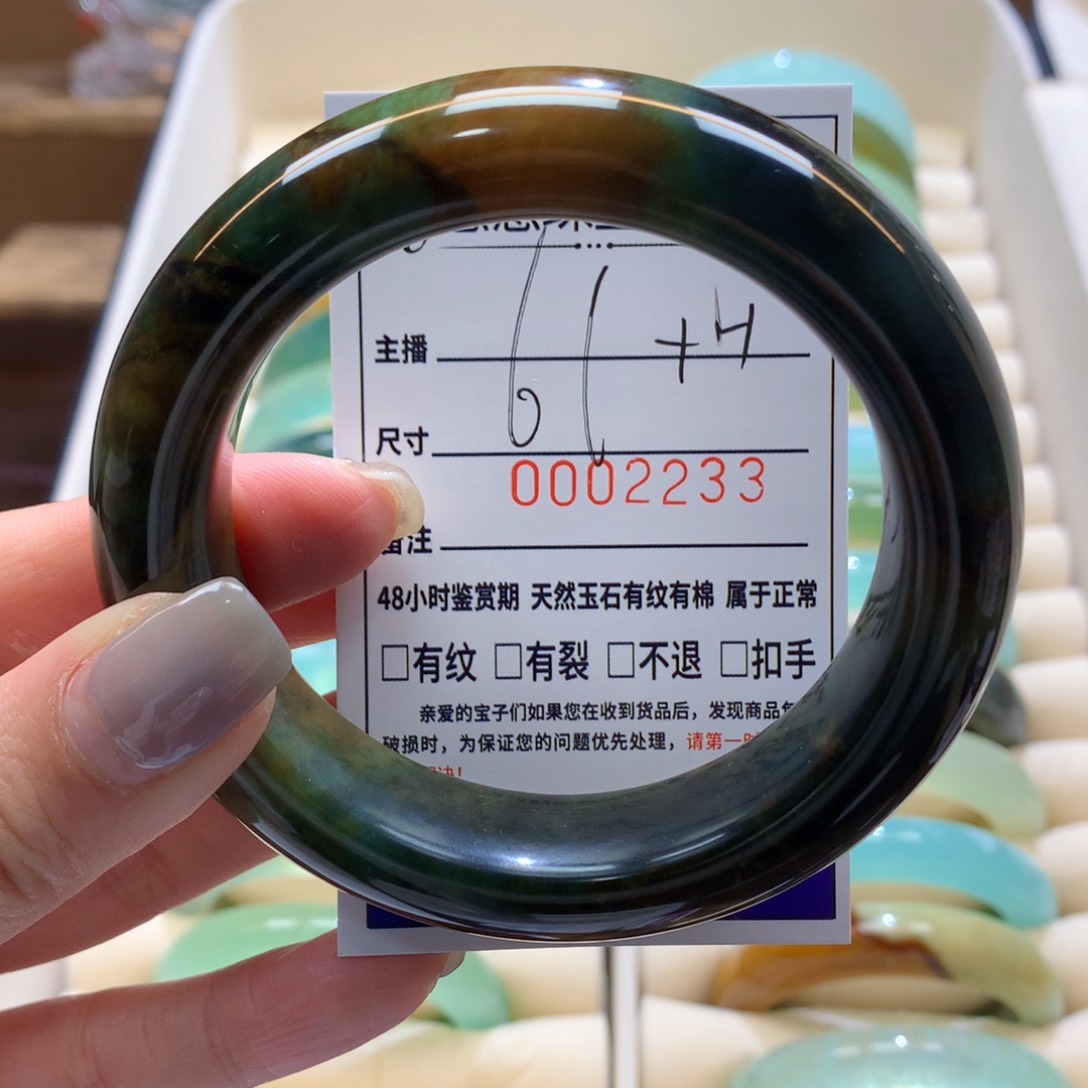 主播
61 +4
尺寸
0002233
备注
48小时鉴赏期 天然玉石有纹有棉 属于正常
□有纹 □有裂 □不退 □扣手
亲爱的宝子们如果您在收到货品后，发现商品
破损时，为保证您的问题优先处理，请第一时
决!